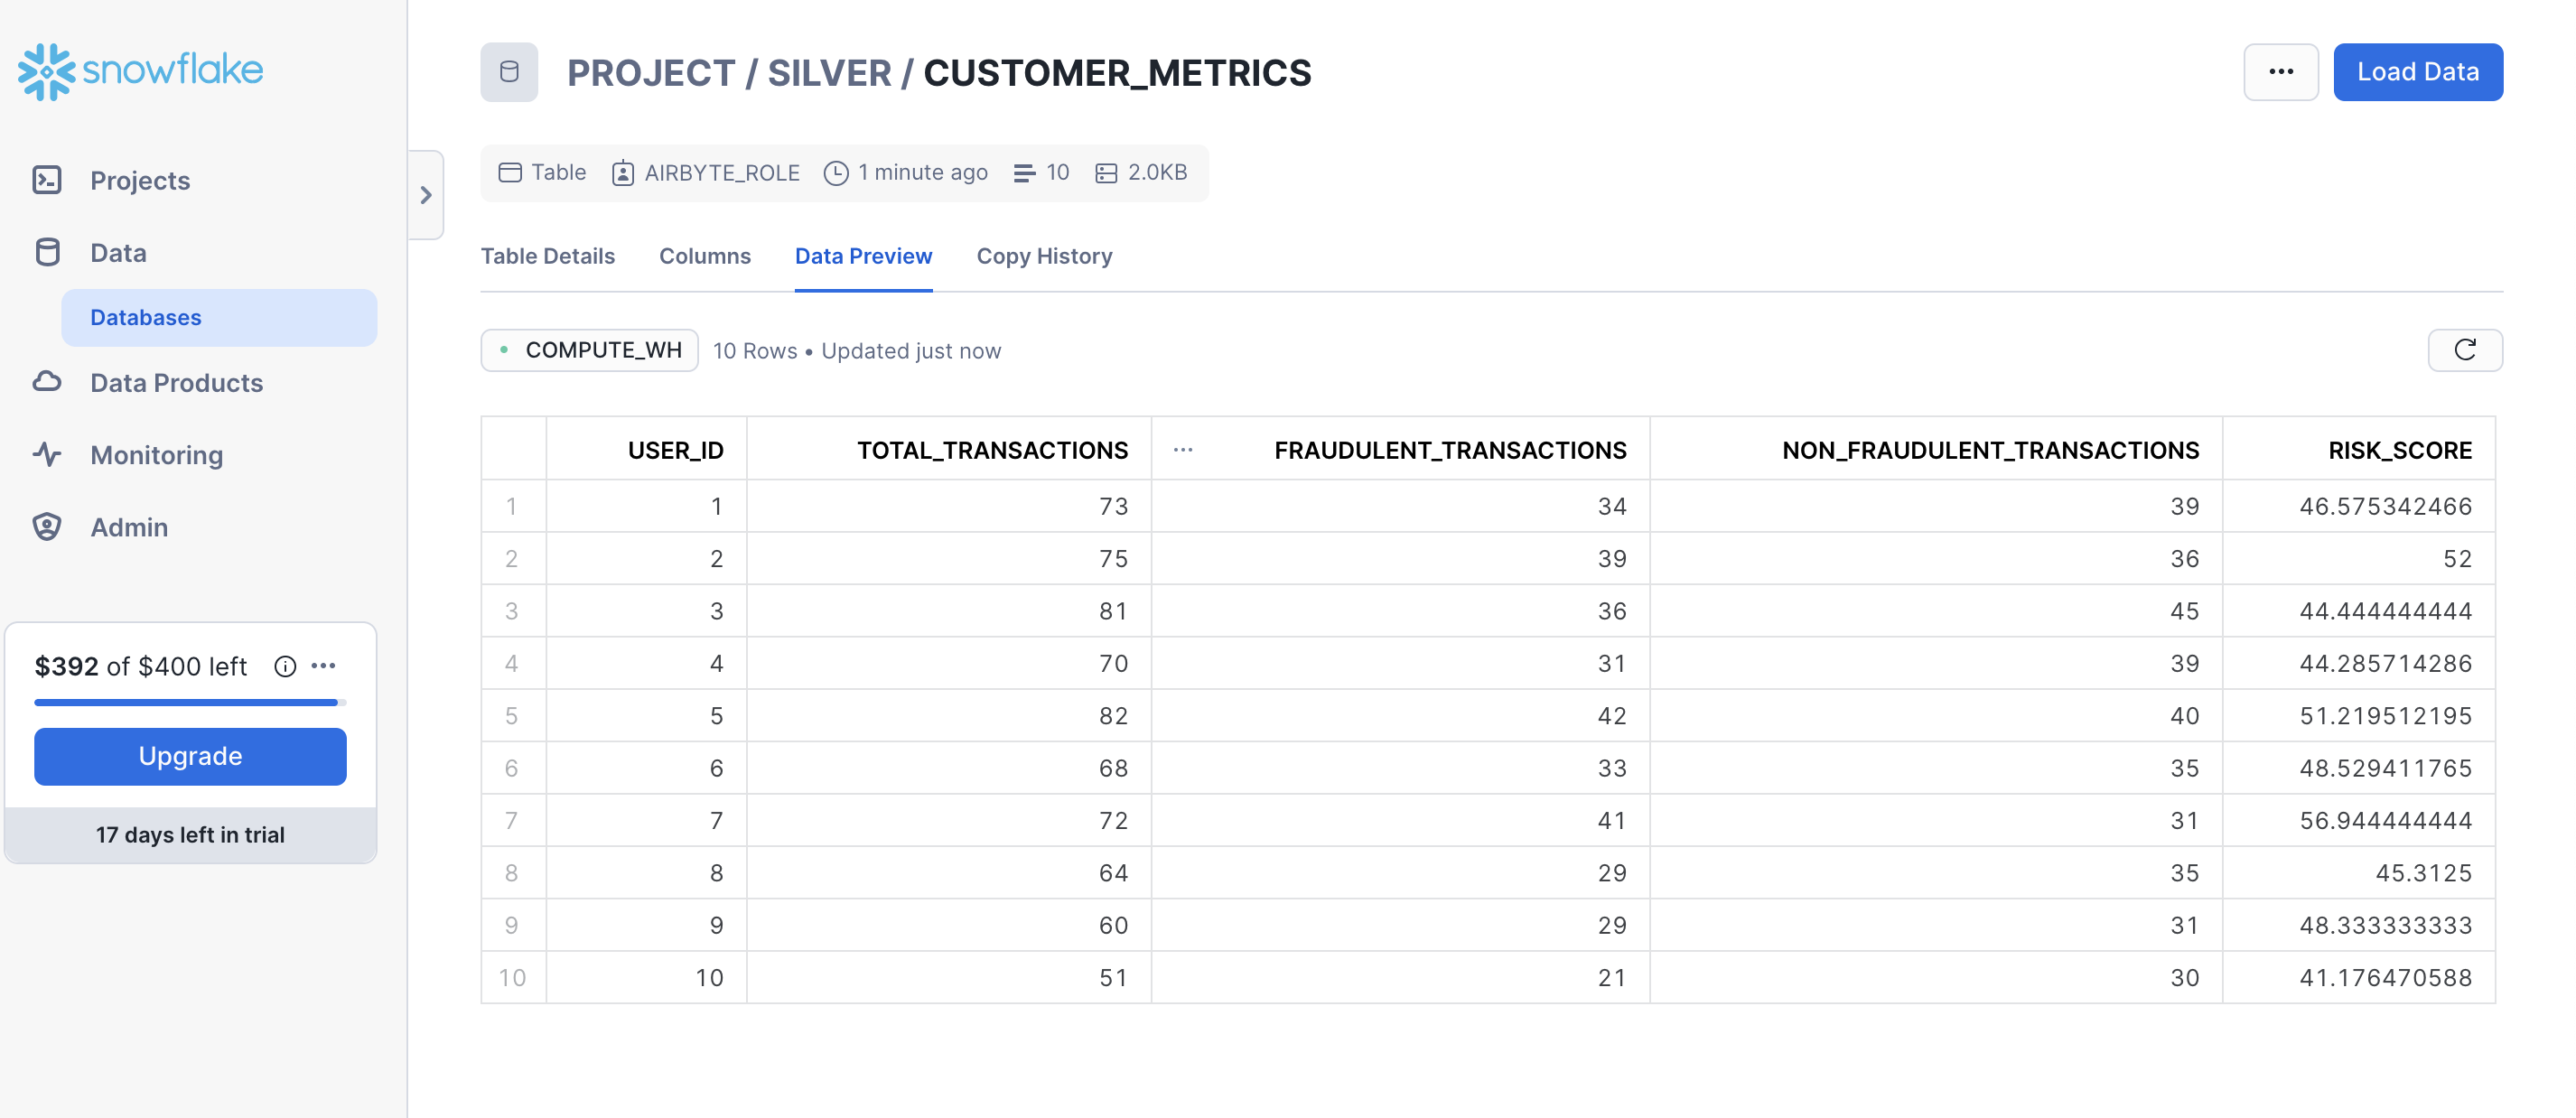 snowflake
Projects
Data
Databases
Data Products
Monitoring
Admin
$392 of $400 left
Upgrade
17 days left in trial
PROJECT / SILVER / CUSTOMER_METRICS
... Load Data
Table AIRBYTE_ROLE 1 minute ago 10 2.0KB
Table Details Columns Data Preview Copy History
COMPUTE_WH 10 Rows • Updated just now
USER_ID TOTAL_TRANSACTIONS ... FRAUDULENT_TRANSACTIONS NON_FRAUDULENT_TRANSACTIONS RISK_SCORE
1 1 73 34 39 46.575342466
2 2 75 39 36 52
3 3 81 36 45 44.444444444
4 4 70 31 39 44.285714286
5 5 82 42 40 51.219512195
6 6 68 33 35 48.529411765
7 7 72 41 31 56.944444444
8 8 64 29 35 45.3125
9 9 60 29 31 48.333333333
10 10 51 21 30 41.176470588